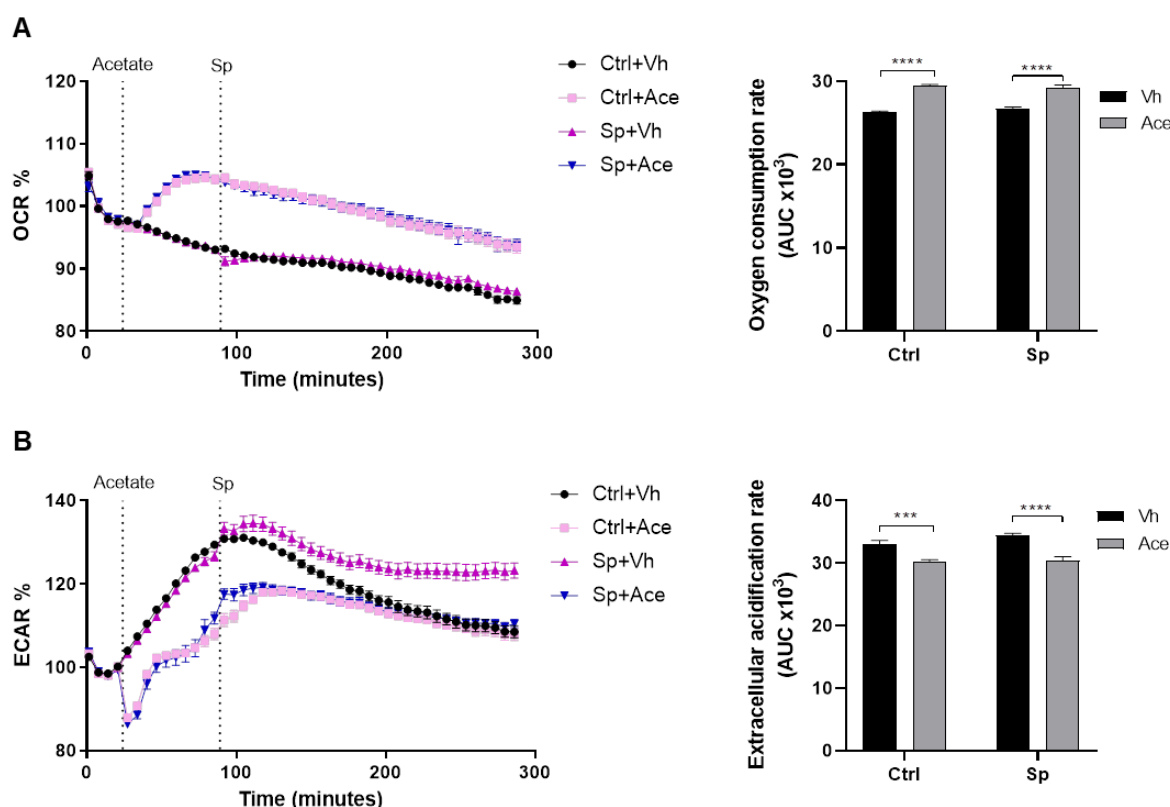 A
Acetate
Sp
Ctrl+Vh
Ctrl+Ace
Sp+Vh
Sp+Ace
120
110
100
90
80
OCR %
0
100
200
300
Time (minutes)
****
****
Vh
Ace
30
20
10
0
Oxygen consumption rate
(AUC x10³)
Ctrl
Sp
B
Acetate
Sp
Ctrl+Vh
Ctrl+Ace
Sp+Vh
Sp+Ace
140
120
100
80
ECAR %
0
100
200
300
Time (minutes)
***
****
Vh
Ace
40
30
20
10
0
Extracellular acidification rate
(AUC x10³)
Ctrl
Sp